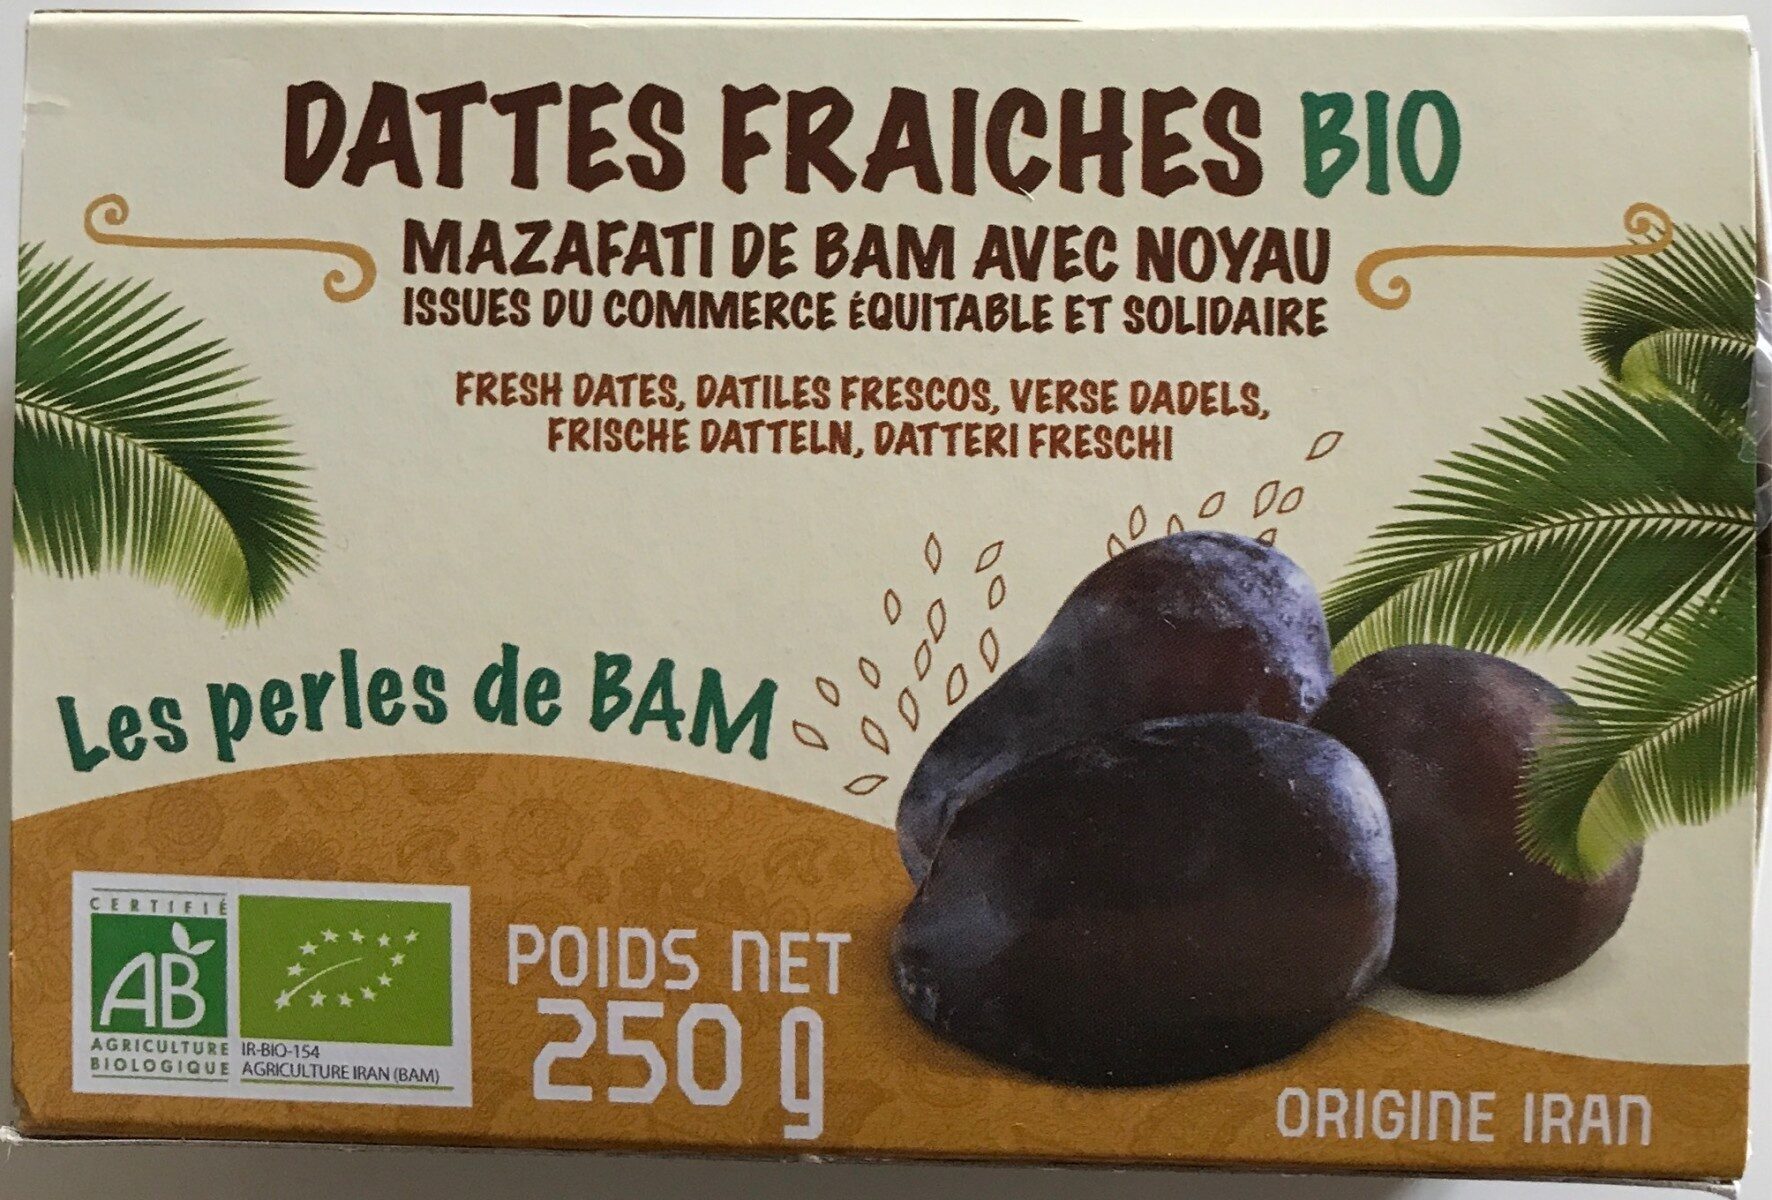 DATTES FRAICHES BIO
MAZAFATI DE BAM AVEC NOYAU
ISSUES DU COMMERCE ÉQUITABLE ET SOLIDAIRE
FRESH DATES, DATILES FRESCOS, VERSE DADELS,
FRISCHE DATTELN, DATTERI FRESCHI
Les perles de BAM
CERTIFIÉ
AB
AGRICULTURE
BIOLOGIQUE
IR-BIO-154
AGRICULTURE IRAN (BAM)
POIDS NET
250 g
ORIGINE IRAN